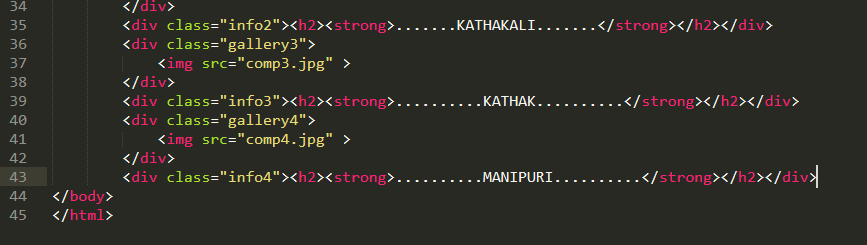 34 </div>
35 <div class="info2"><h2><strong>.......KATHAKALI.......</strong></h2></div>
36 <div class="gallery3">
37 <img src="comp3.jpg" >
38 </div>
39 <div class="info3"><h2><strong>..........KATHAK..........</strong></h2></div>
40 <div class="gallery4">
41 <img src="comp4.jpg" >
42 </div>
43 <div class="info4"><h2><strong>..........MANIPURI..........</strong></h2></div>
44 </body>
45 </html>